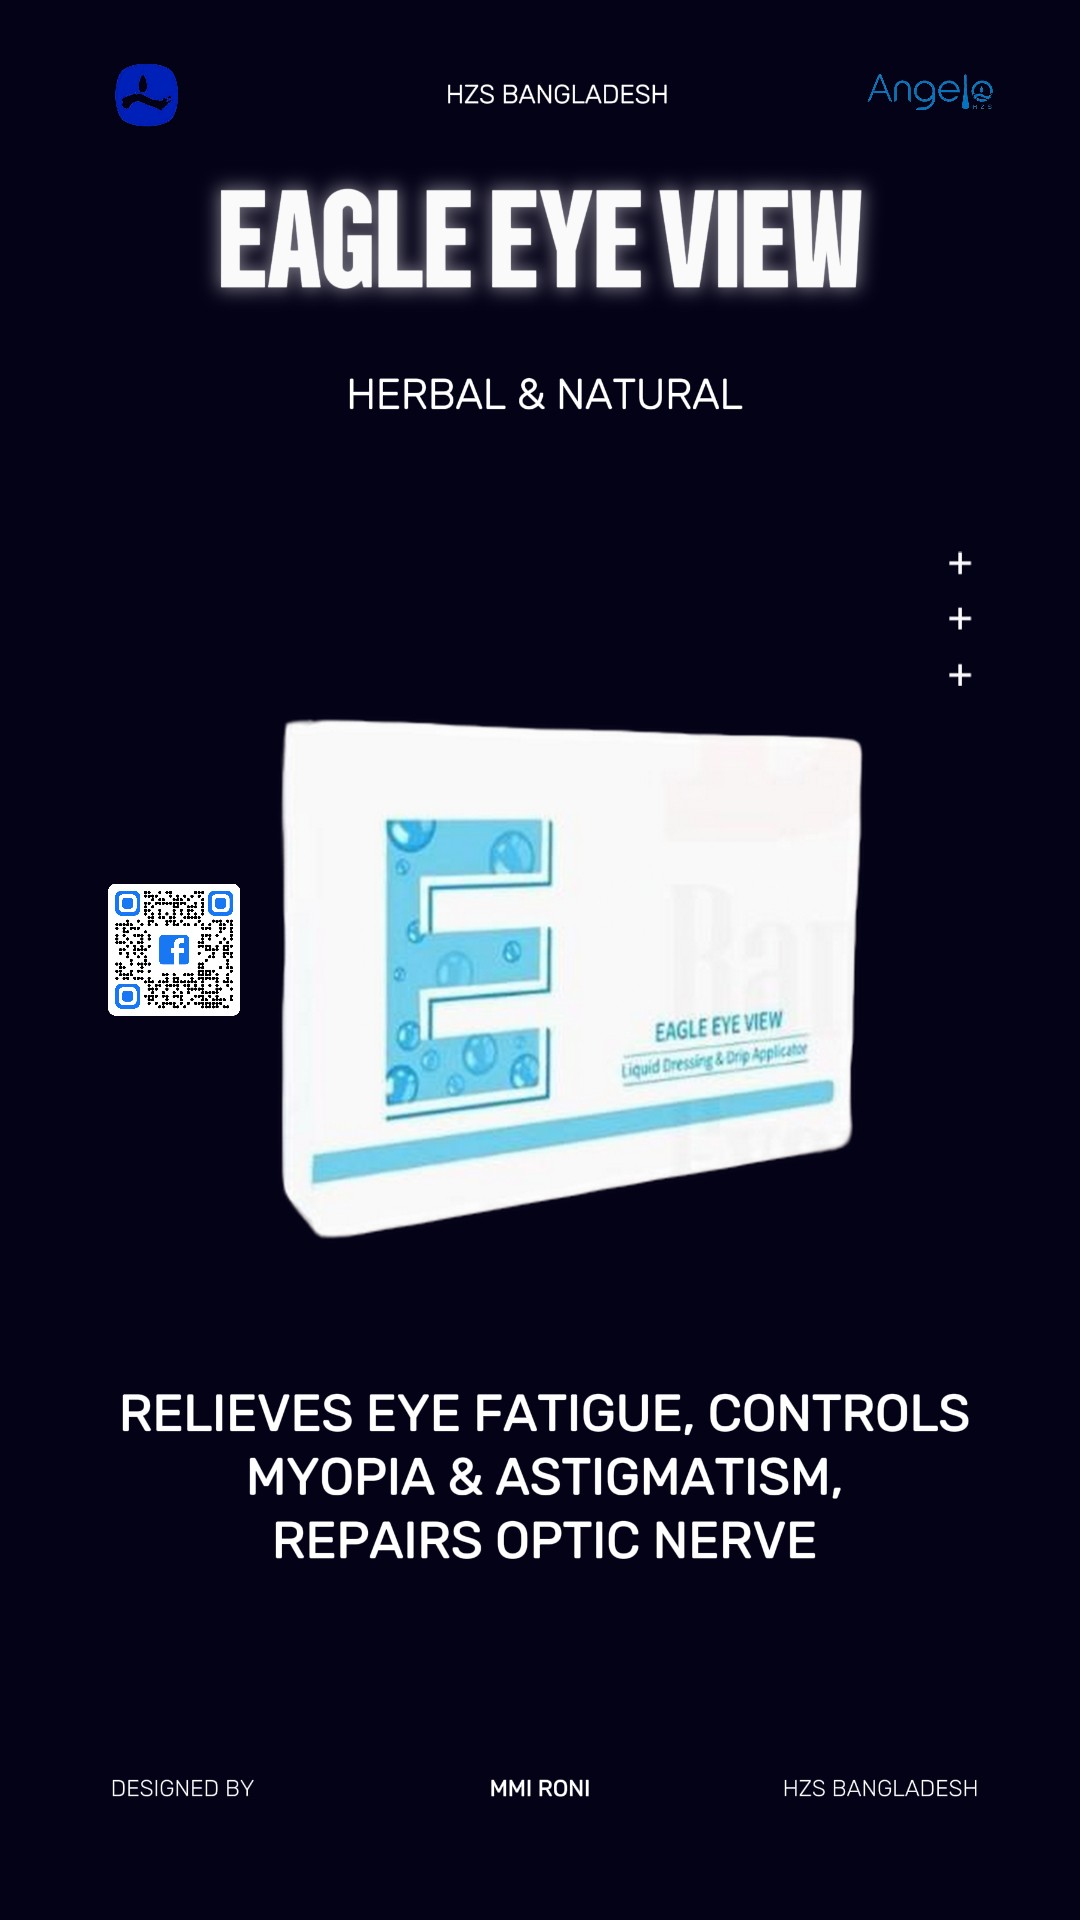 HZS BANGLADESH
Angelo
HZS
EAGLE EYE VIEW
HERBAL & NATURAL
+
+
+
E
EAGLE EYE VIEW
Liquid Dressing & Drip Applicator
RELIEVES EYE FATIGUE, CONTROLS
MYOPIA & ASTIGMATISM,
REPAIRS OPTIC NERVE
DESIGNED BY
MMI RONI
HZS BANGLADESH